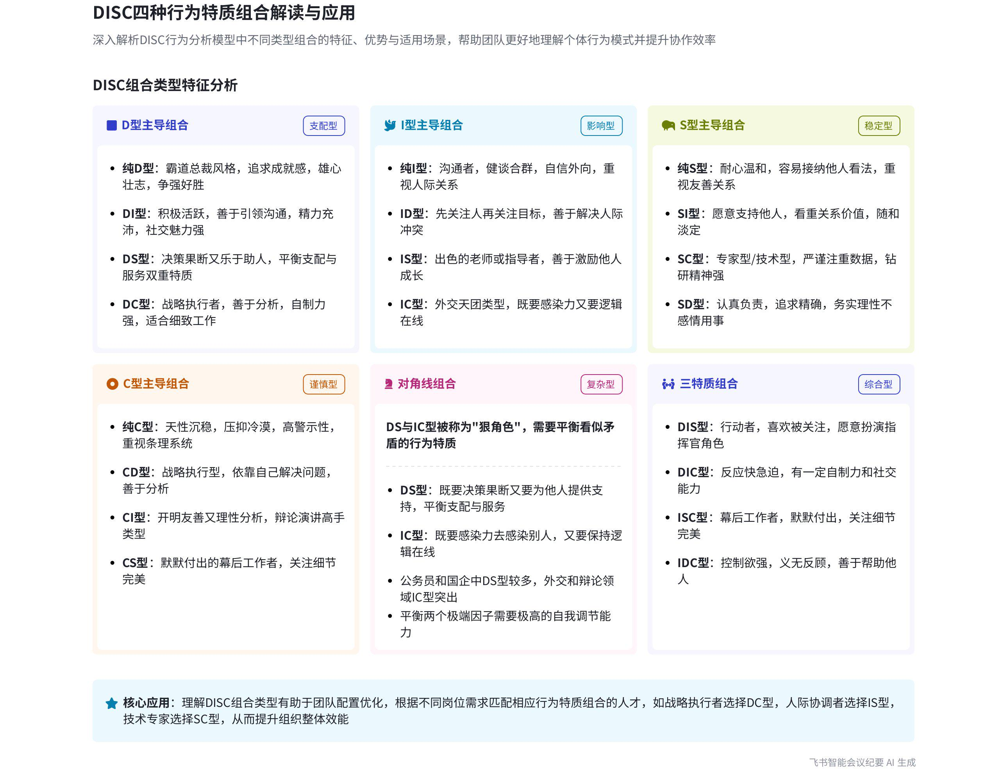 DISC四种行为特质组合解读与应用
深入解析DISC行为分析模型中不同类型组合的特征、优势与适用场景，帮助团队更好地理解个体行为模式并提升协作效率
DISC组合类型特征分析
D型主导组合
支配型
纯D型：霸道总裁风格，追求成就感，雄心
壮志，争强好胜
DI型：积极活跃，善于引领沟通，精力充
沛，社交魅力强
DS型：决策果断又乐于助人，平衡支配与
服务双重特质
DC型：战略执行者，善于分析，自制力
强，适合细致工作
I型主导组合
影响型
纯I型：沟通者，健谈合群，自信外向，重
视人际关系
ID型：先关注人再关注目标，善于解决人际
冲突
IS型：出色的老师或指导者，善于激励他人
成长
IC型：外交天团类型，既要感染力又要逻辑
在线
S型主导组合
稳定型
纯S型：耐心温和，容易接纳他人看法，重
视友善关系
SI型：愿意支持他人，看重关系价值，随和
淡定
SC型：专家型/技术型，严谨注重数据，钻
研精神强
SD型：认真负责，追求精确，务实理性不
感情用事
C型主导组合
谨慎型
纯C型：天性沉稳，压抑冷漠，高警示性，
重视条理系统
CD型：战略执行型，依靠自己解决问题，
善于分析
CI型：开明友善又理性分析，辩论演讲高手
类型
CS型：默默付出的幕后工作者，关注细节
完美
对角线组合
复杂型
DS与IC型被称为"狠角色"，需要平衡看似矛
盾的行为特质
DS型：既要决策果断又要为他人提供支
持，平衡支配与服务
IC型：既要感染力去感染别人，又要保持逻
辑在线
公务员和国企中DS型较多，外交和辩论领
域IC型突出
平衡两个极端因子需要极高的自我调节能
力
三特质组合
综合型
DIS型：行动者，喜欢被关注，愿意扮演指
挥官角色
DIC型：反应快急迫，有一定自制力和社交
能力
ISC型：幕后工作者，默默付出，关注细节
完美
IDC型：控制欲强，义无反顾，善于帮助他
人
核心应用：理解DISC组合类型有助于团队配置优化，根据不同岗位需求匹配相应行为特质组合的人才，如战略执行者选择DC型，人际协调者选择IS型，
技术专家选择SC型，从而提升组织整体效能
飞书智能会议纪要 AI 生成